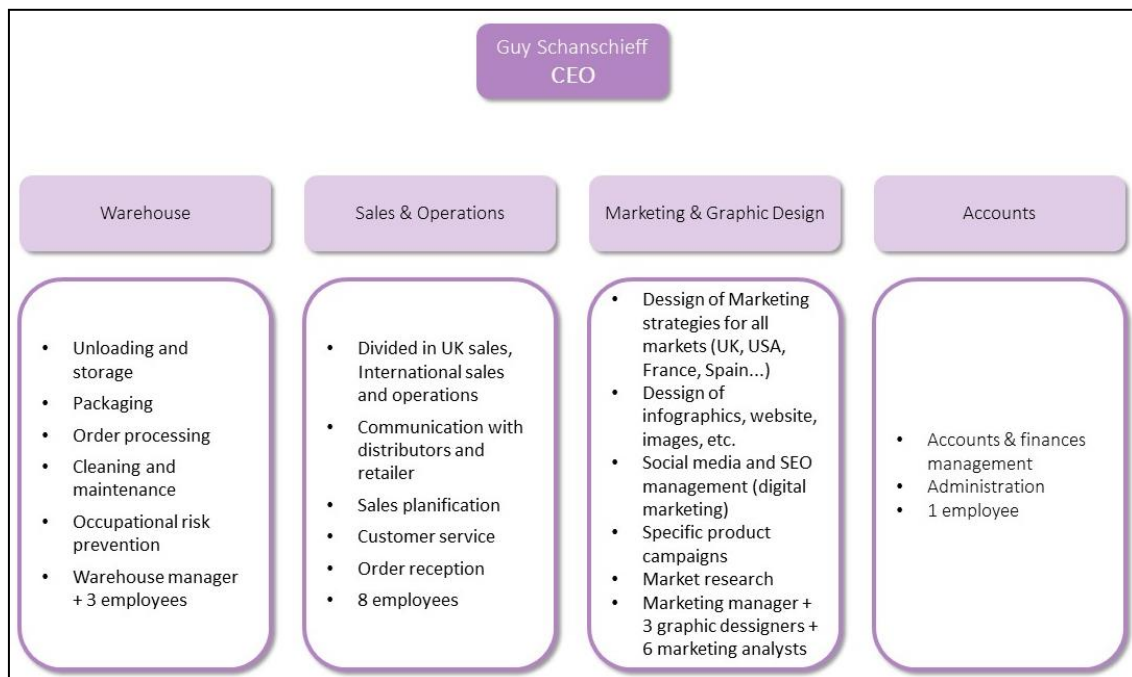 Guy Schanschieff
CEO
Warehouse
Sales & Operations
Marketing & Graphic Design
Accounts
• Unloading and
storage
• Packaging
• Order processing
• Cleaning and
maintenance
• Occupational risk
prevention
• Warehouse manager
+ 3 employees
• Divided in UK sales,
International sales
and operations
• Communication with
distributors and
retailer
• Sales planification
• Customer service
• Order reception
• 8 employees
• Dessign of Marketing
strategies for all
markets (UK, USA,
France, Spain...)
• Dessign of
infographics, website,
images, etc.
• Social media and SEO
management (digital
marketing)
• Specific product
campaigns
• Market research
• Marketing manager +
3 graphic dessigners +
6 marketing analysts
• Accounts & finances
management
• Administration
• 1 employee